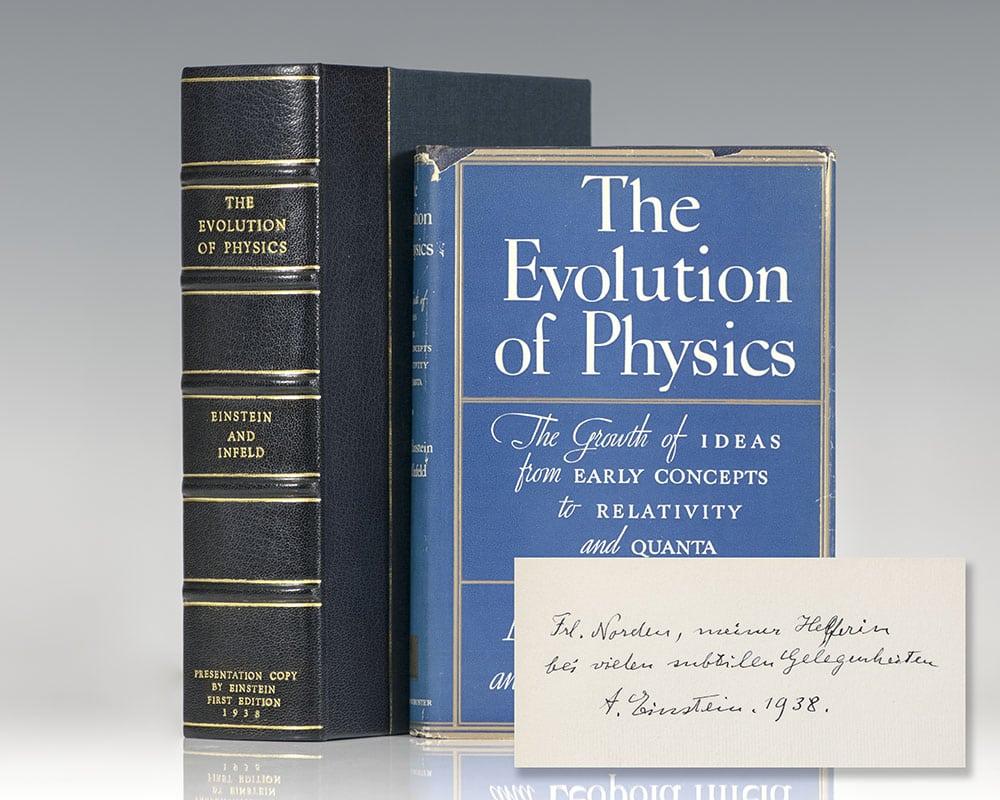 THE
EVOLUTION
OF PHYSICS
EINSTEIN
AND
INFELD
PRESENTATION COPY
BY EINSTEIN
FIRST EDITION
1938
The
Evolution
of Physics
The Growth of IDEAS
from EARLY CONCEPTS
to RELATIVITY
and QUANTA
Frl. Norden, meiner Helferin
bei vielen subtilen Gelegenheiten
A. Einstein. 1938.